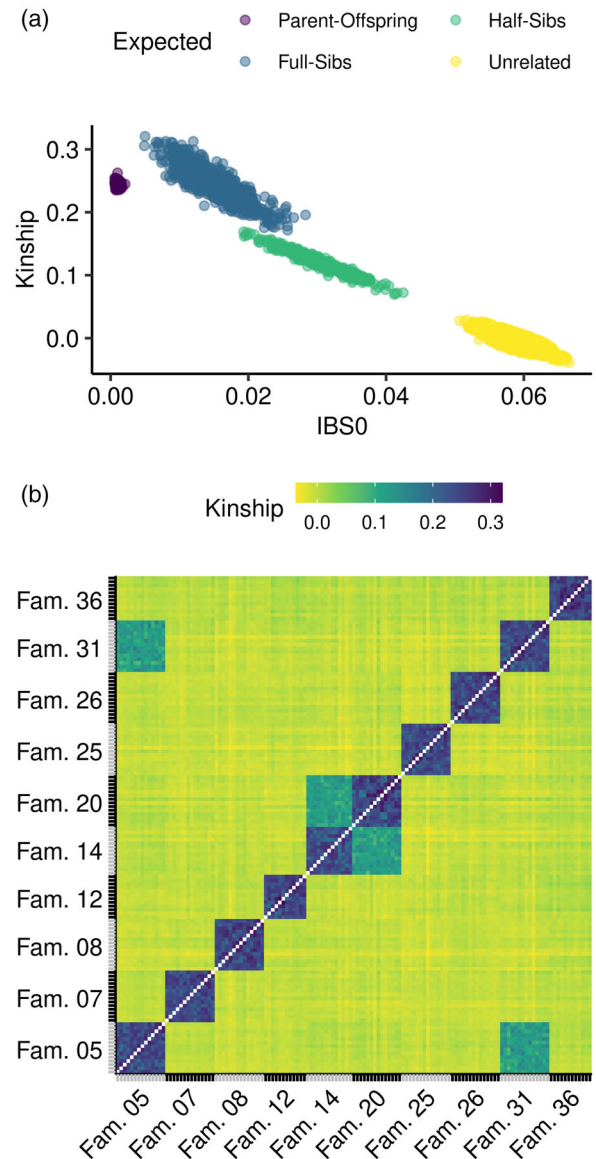 (a)
Expected
Parent-Offspring
Half-Sibs
Full-Sibs
Unrelated
Kinship
0.3
0.2
0.1
0.0
0.00 0.02 0.04 0.06
IBS0
(b)
Kinship
0.0 0.1 0.2 0.3
Fam. 36
Fam. 31
Fam. 26
Fam. 25
Fam. 20
Fam. 14
Fam. 12
Fam. 08
Fam. 07
Fam. 05
Fam. 05 Fam. 07 Fam. 08 Fam. 12 Fam. 14 Fam. 20 Fam. 25 Fam. 26 Fam. 31 Fam. 36